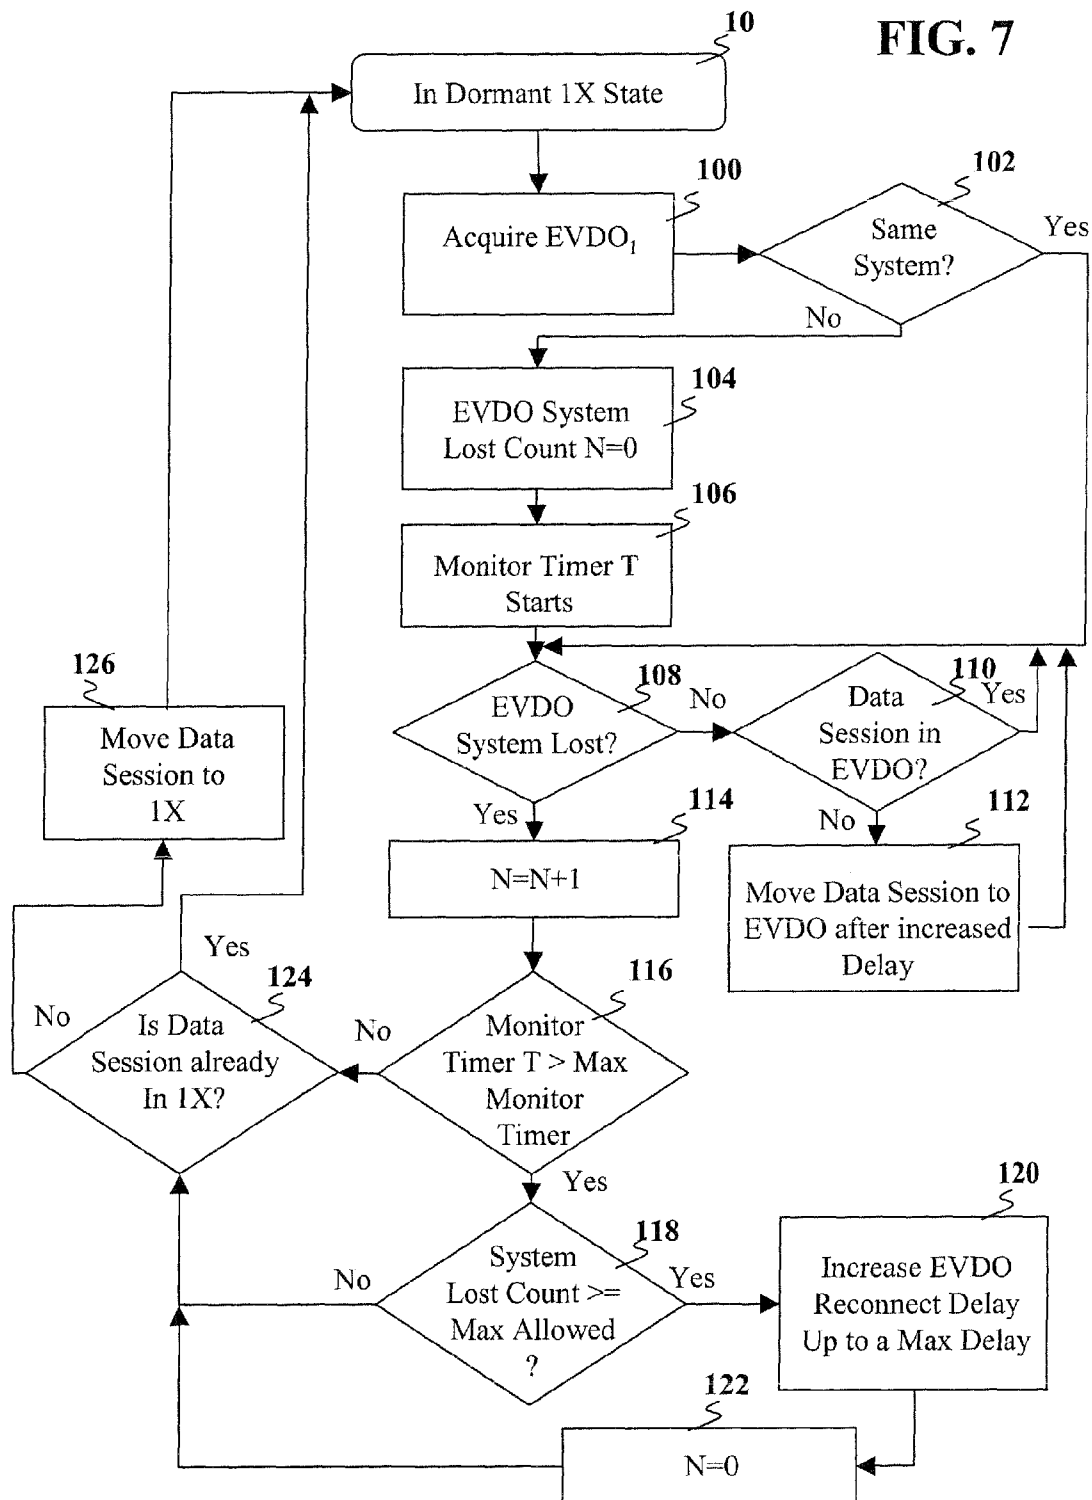 FIG. 7
10
In Dormant 1X State
100
Acquire EVDO1
102
Same
System?
Yes
No
104
EVDO System
Lost Count N=0
106
Monitor Timer T
Starts
126
Move Data
Session to
1X
108
EVDO
System Lost?
No
110
Data
Session in
EVDO?
Yes
Yes
No
114
N=N+1
112
Move Data Session to
EVDO after increased
Delay
Yes
124
Is Data
Session already
In 1X?
No
No
116
Monitor
Timer T > Max
Monitor
Timer
Yes
118
System
Lost Count >=
Max Allowed
?
No
Yes
120
Increase EVDO
Reconnect Delay
Up to a Max Delay
122
N=0